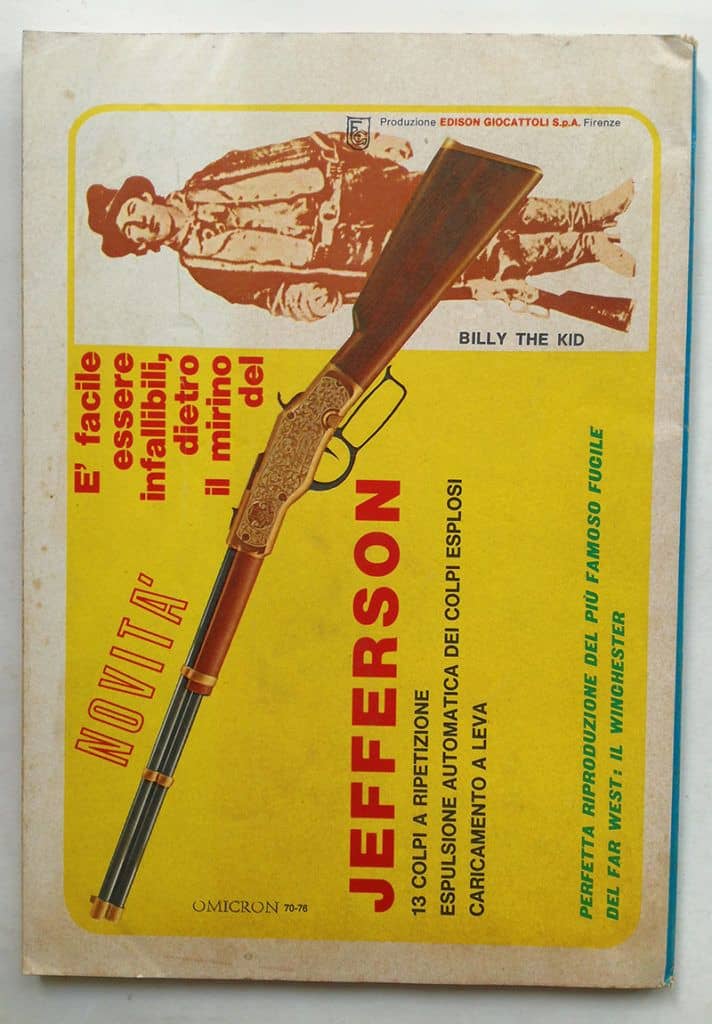 Produzione EDISON GIOCATTOLI S.p.A. Firenze
BILLY THE KID
E' facile
essere
infallibili,
dietro
il mirino
del
NOVITA'
JEFFERSON
13 COLPI A RIPETIZIONE
ESPULSIONE AUTOMATICA DEI COLPI ESPLOSI
CARICAMENTO A LEVA
PERFETTA RIPRODUZIONE DEL PIÙ FAMOSO FUCILE
DEL FAR WEST: IL WINCHESTER
OMICRON 70-76